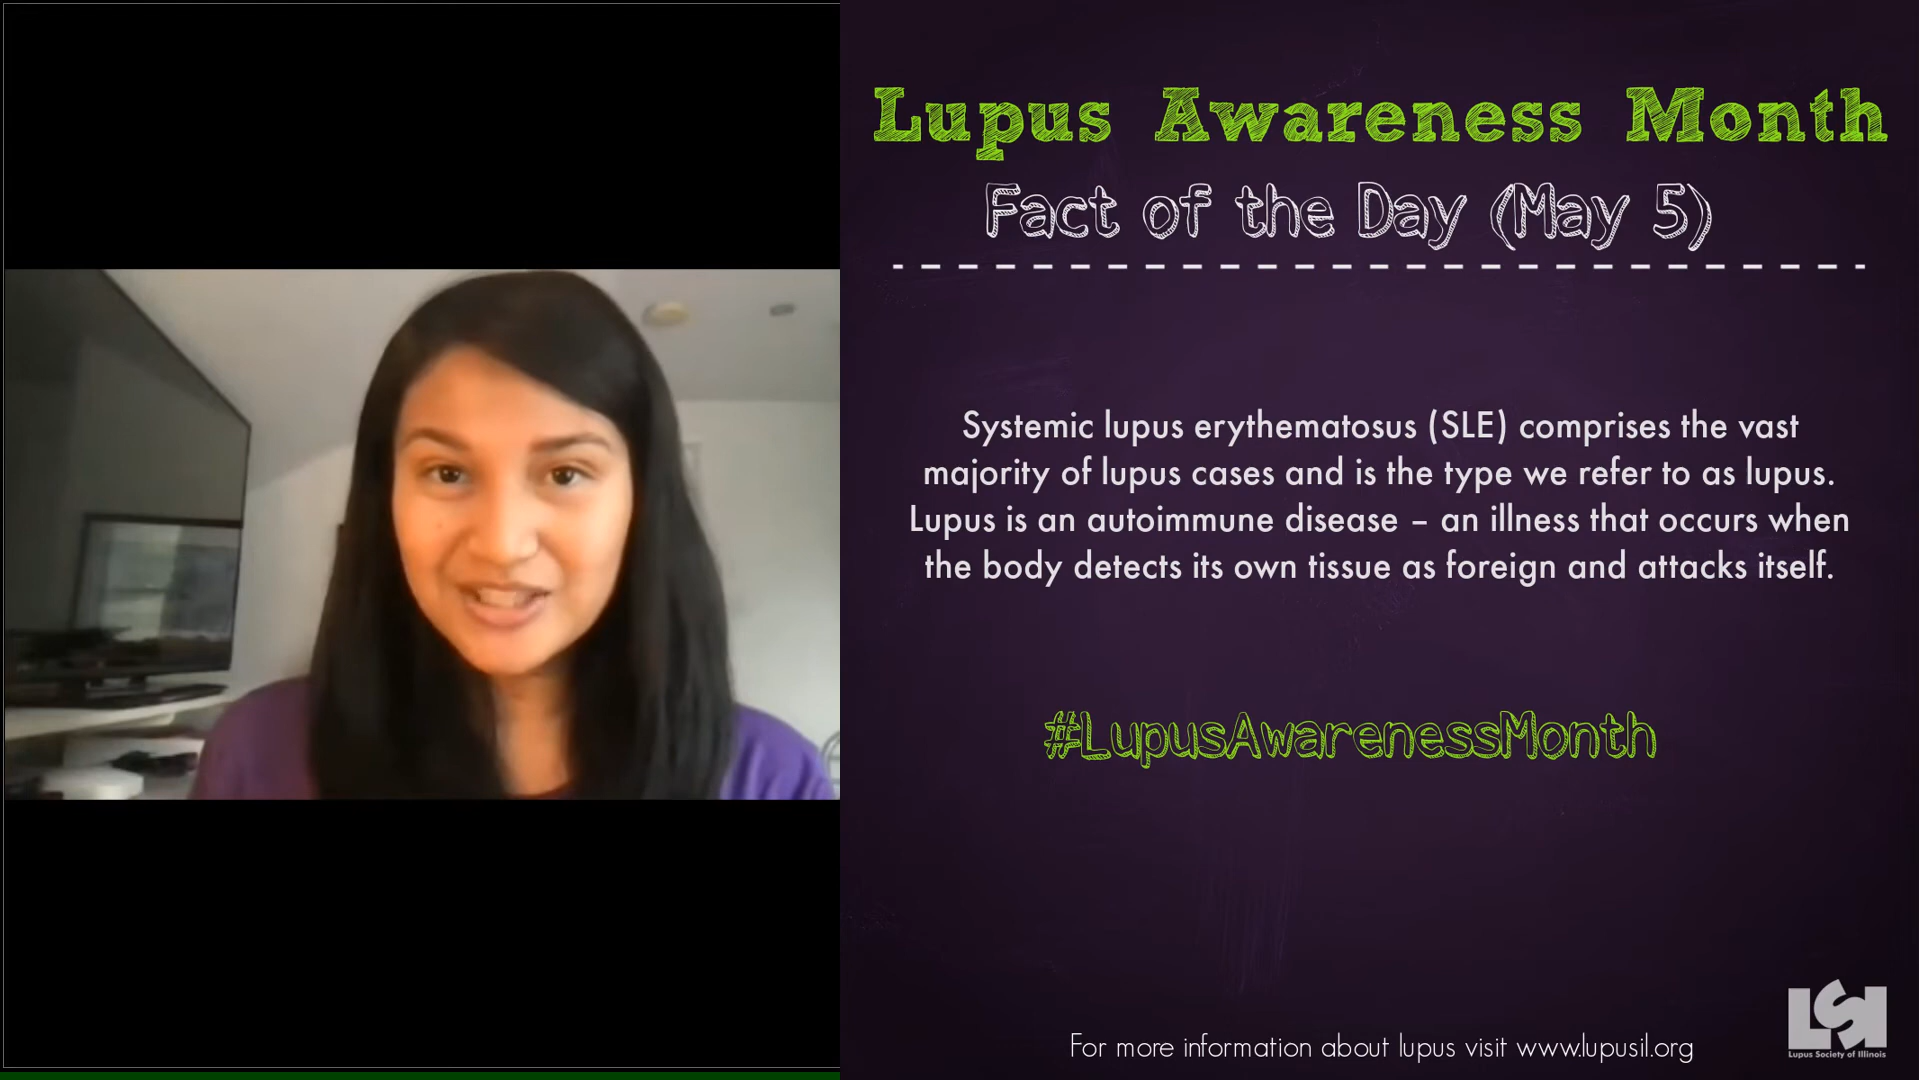 Lupus Awareness Month
Fact of the Day (May 5)
Systemic lupus erythematosus (SLE) comprises the vast
majority of lupus cases and is the type we refer to as lupus.
Lupus is an autoimmune disease – an illness that occurs when
the body detects its own tissue as foreign and attacks itself.
#LupusAwarenessMonth
For more information about lupus visit www.lupusil.org
LSI
Lupus Society of Illinois